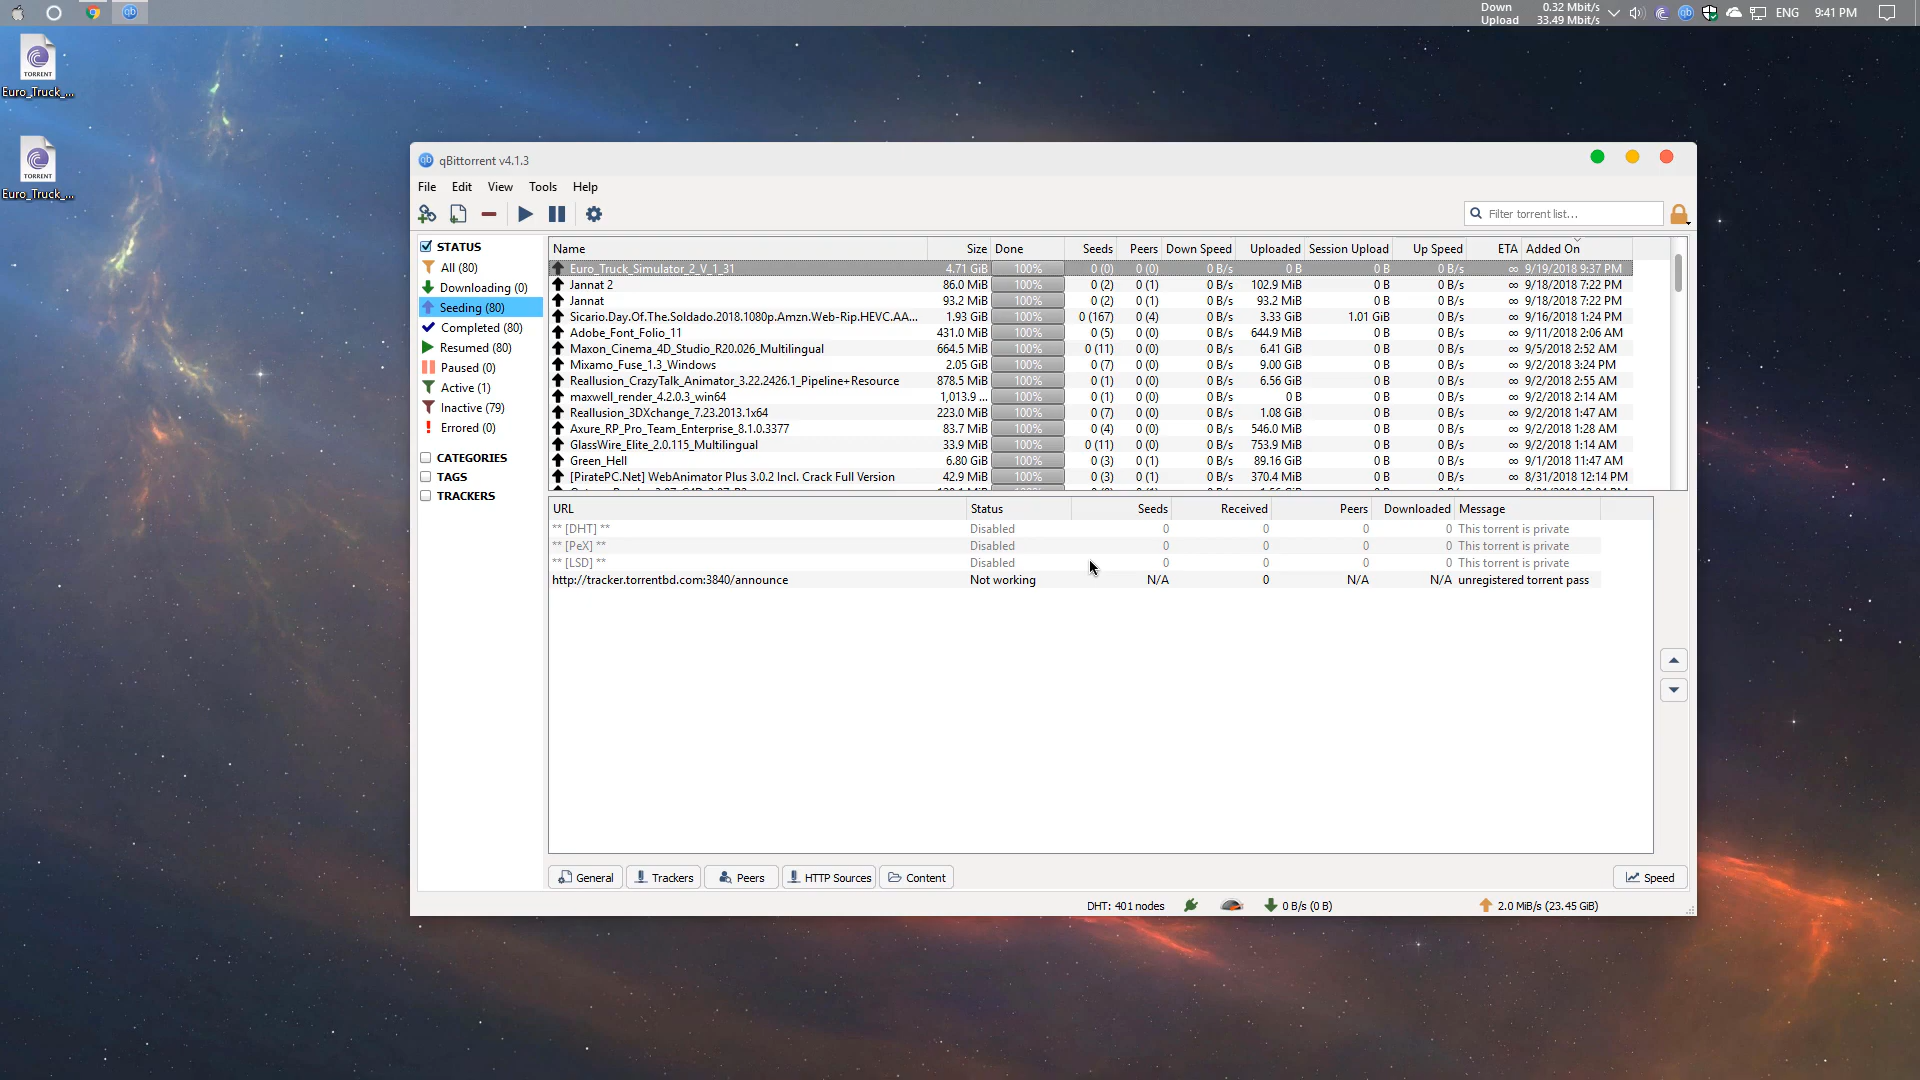 Down 0.32 Mbit/s
Upload 33.49 Mbit/s
ENG 9:41 PM
TORRENT
Euro_Truck_...
TORRENT
Euro_Truck_...
qb qBittorrent v4.1.3
File Edit View Tools Help
Filter torrent list...
STATUS
All (80)
Downloading (0)
Seeding (80)
Completed (80)
Resumed (80)
Paused (0)
Active (1)
Inactive (79)
Errored (0)
CATEGORIES
TAGS
TRACKERS
Name Size Done Seeds Peers Down Speed Uploaded Session Upload Up Speed ETA Added On
Euro_Truck_Simulator_2_V_1_31 4.71 GiB 100% 0 (0) 0 (0) 0 B/s 0 B 0 B 0 B/s ∞ 9/19/2018 9:37 PM
Jannat 2 86.0 MiB 100% 0 (2) 0 (1) 0 B/s 102.9 MiB 0 B 0 B/s ∞ 9/18/2018 7:22 PM
Jannat 93.2 MiB 100% 0 (2) 0 (1) 0 B/s 93.2 MiB 0 B 0 B/s ∞ 9/18/2018 7:22 PM
Sicario.Day.Of.The.Soldado.2018.1080p.Amzn.Web-Rip.HEVC.AA... 1.93 GiB 100% 0 (167) 0 (4) 0 B/s 3.33 GiB 1.01 GiB 0 B/s ∞ 9/16/2018 1:24 PM
Adobe_Font_Folio_11 431.0 MiB 100% 0 (5) 0 (0) 0 B/s 644.9 MiB 0 B 0 B/s ∞ 9/11/2018 2:06 AM
Maxon_Cinema_4D_Studio_R20.026_Multilingual 664.5 MiB 100% 0 (11) 0 (0) 0 B/s 6.41 GiB 0 B 0 B/s ∞ 9/5/2018 2:52 AM
Mixamo_Fuse_1.3_Windows 2.05 GiB 100% 0 (7) 0 (0) 0 B/s 9.00 GiB 0 B 0 B/s ∞ 9/2/2018 3:24 PM
Reallusion_CrazyTalk_Animator_3.22.2426.1_Pipeline+Resource 878.5 MiB 100% 0 (1) 0 (0) 0 B/s 6.56 GiB 0 B 0 B/s ∞ 9/2/2018 2:55 AM
maxwell_render_4.2.0.3_win64 1,013.9 ... 100% 0 (1) 0 (0) 0 B/s 0 B 0 B 0 B/s ∞ 9/2/2018 2:14 AM
Reallusion_3DXchange_7.23.2013.1x64 223.0 MiB 100% 0 (7) 0 (0) 0 B/s 1.08 GiB 0 B 0 B/s ∞ 9/2/2018 1:47 AM
Axure_RP_Pro_Team_Enterprise_8.1.0.3377 83.7 MiB 100% 0 (4) 0 (0) 0 B/s 546.0 MiB 0 B 0 B/s ∞ 9/2/2018 1:28 AM
GlassWire_Elite_2.0.115_Multilingual 33.9 MiB 100% 0 (11) 0 (0) 0 B/s 753.9 MiB 0 B 0 B/s ∞ 9/2/2018 1:14 AM
Green_Hell 6.80 GiB 100% 0 (3) 0 (1) 0 B/s 89.16 GiB 0 B 0 B/s ∞ 9/1/2018 11:47 AM
[PiratePC.Net] WebAnimator Plus 3.0.2 Incl. Crack Full Version 42.9 MiB 100% 0 (3) 0 (1) 0 B/s 370.4 MiB 0 B 0 B/s ∞ 8/31/2018 12:14 PM
URL Status Seeds Received Peers Downloaded Message
** [DHT] ** Disabled 0 0 0 0 This torrent is private
** [PeX] ** Disabled 0 0 0 0 This torrent is private
** [LSD] ** Disabled 0 0 0 0 This torrent is private
http://tracker.torrentbd.com:3840/announce Not working N/A 0 N/A N/A unregistered torrent pass
General Trackers Peers HTTP Sources Content Speed
DHT: 401 nodes 0 B/s (0 B) 2.0 MiB/s (23.45 GiB)